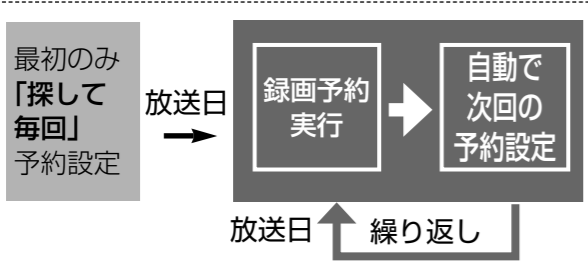 最初のみ
「探して
毎回」
予約設定
放送日
録画予約
実行
自動で
次回の
予約設定
放送日
繰り返し